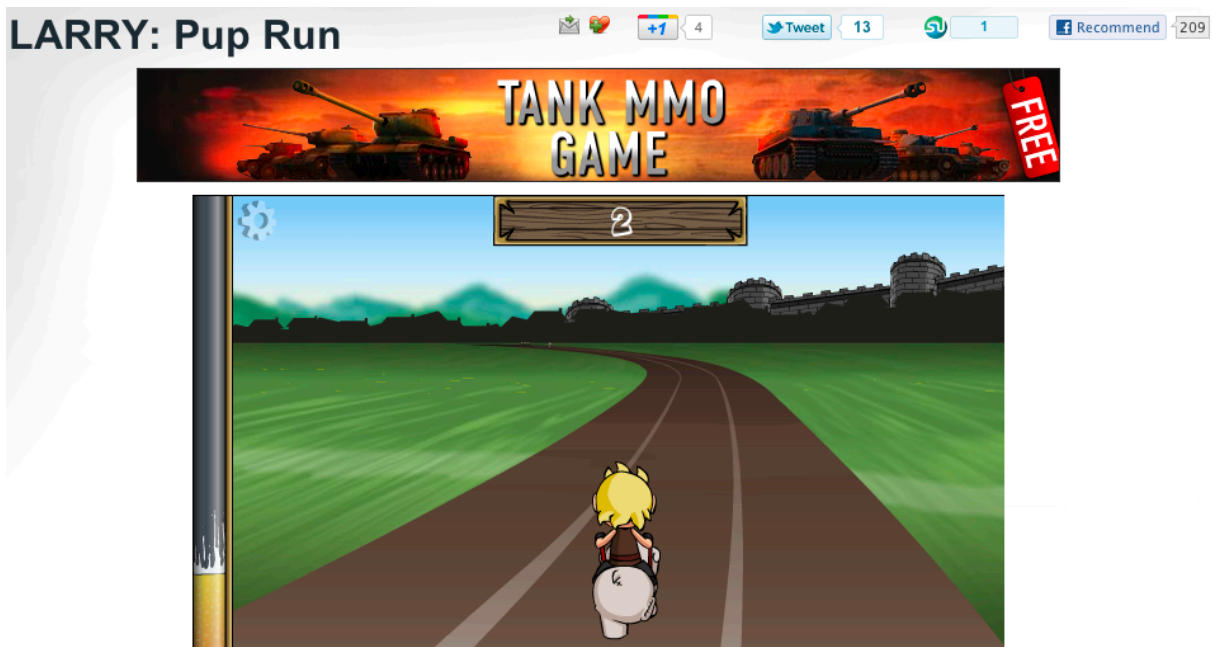 LARRY: Pup Run
+1 4
Tweet 13
1
Recommend 209
TANK MMO
GAME
FREE
2